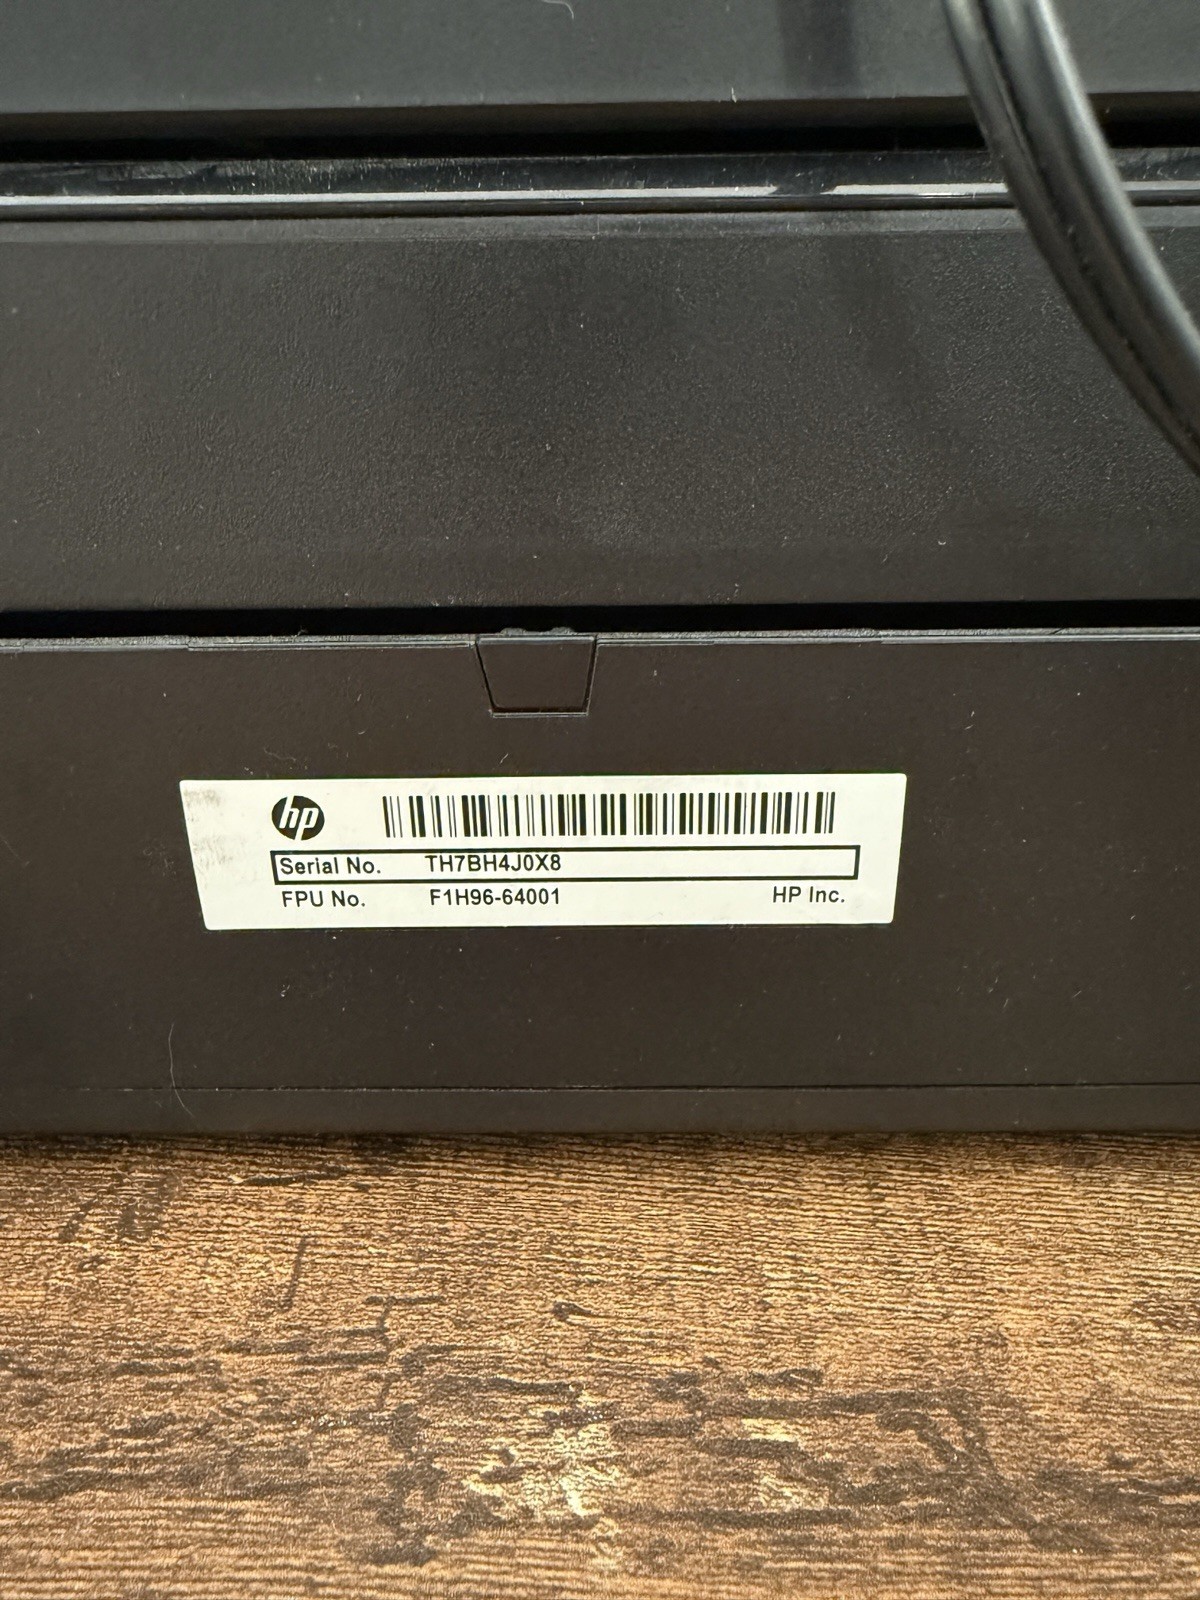 hp
Serial No. TH7BH4J0X8
FPU No. F1H96-64001 HP Inc.